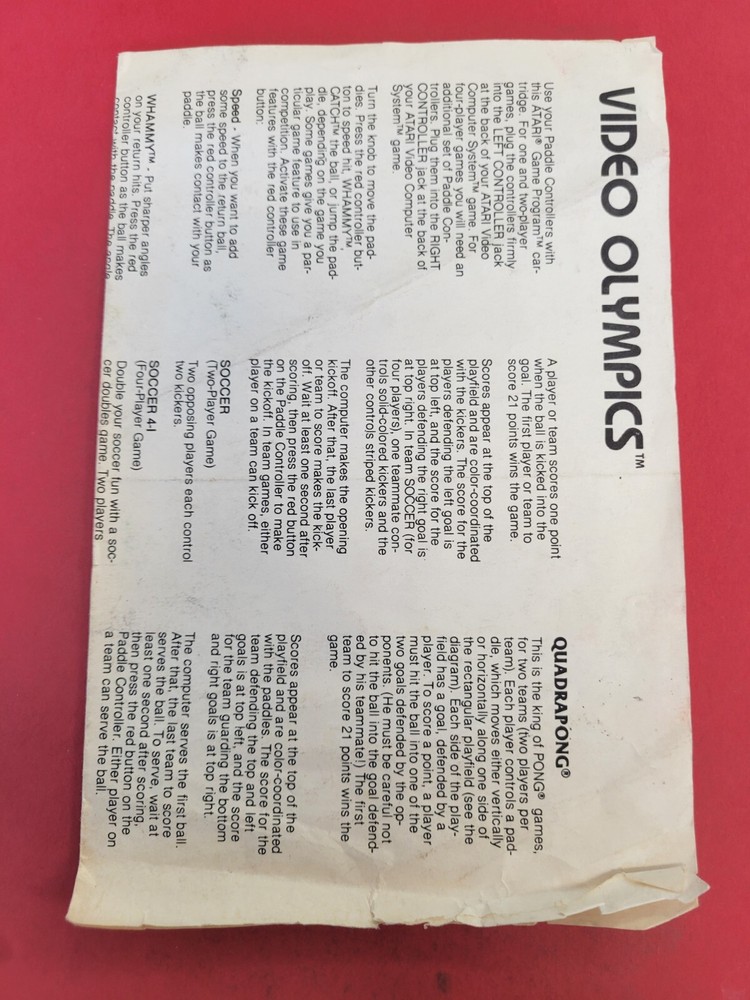 VIDEO OLYMPICS™
Use your Paddle Controllers with
this ATARI® Game Program™ car-
tridge. For one and two-player
games, plug the controllers firmly
into the LEFT CONTROLLER jack
at the back of your ATARI Video
Computer System™ game. For
four-player games you will need an
additional set of Paddle Con-
trollers. Plug them into the RIGHT
CONTROLLER jack at the back of
your ATARI Video Computer
System™ game.
Turn the knob to move the pad-
dles. Press the red controller but-
ton to speed hit, WHAMMY™,
CATCH™ the ball, or jump the pad-
dle, depending on the game you
play. Some games give you a par-
ticular game feature to use in
competition. Activate these game
features with the red controller
button:
Speed - When you want to add
some speed to the return ball,
press the red controller button as
the ball makes contact with your
paddle.
WHAMMY™ - Put sharper angles
on your return hits. Press the red
controller button as the ball makes
contact with the paddle. The angle
A player or team scores one point
when the ball is kicked into the
goal. The first player or team to
score 21 points wins the game.
Scores appear at the top of the
playfield and are color-coordinated
with the kickers. The score for the
players defending the left goal is
at top left, and the score for the
players defending the right goal is
at top right. In team SOCCER (for
four players), one teammate con-
trols solid-colored kickers and the
other controls striped kickers.
The computer makes the opening
kickoff. After that, the last player
or team to score makes the kick-
off. Wait at least one second after
scoring, then press the red button
on the Paddle Controller to make
the kickoff. In team games, either
player on a team can kick off.
SOCCER
(Two-Player Game)
Two opposing players each control
two kickers.
SOCCER 4-I
(Four-Player Game)
Double your soccer fun with a soc-
cer doubles game. Two players
QUADRAPONG®
This is the king of PONG® games,
for two teams (two players per
team). Each player controls a pad-
dle, which moves either vertically
or horizontally along one side of
the rectangular playfield (see the
diagram). Each side of the play-
field has a goal, defended by a
player. To score a point, a player
must hit the ball into one of the
two goals defended by the op-
ponents. (He must be careful not
to hit the ball into the goal defend-
ed by his teammate!) The first
team to score 21 points wins the
game.
Scores appear at the top of the
playfield and are color-coordinated
with the paddles. The score for the
team defending the top and left
goals is at top left, and the score
for the team guarding the bottom
and right goals is at top right.
The computer serves the first ball.
After that, the last team to score
serves the ball. To serve, wait at
least one second after scoring,
then press the red button on the
Paddle Controller. Either player on
a team can serve the ball.